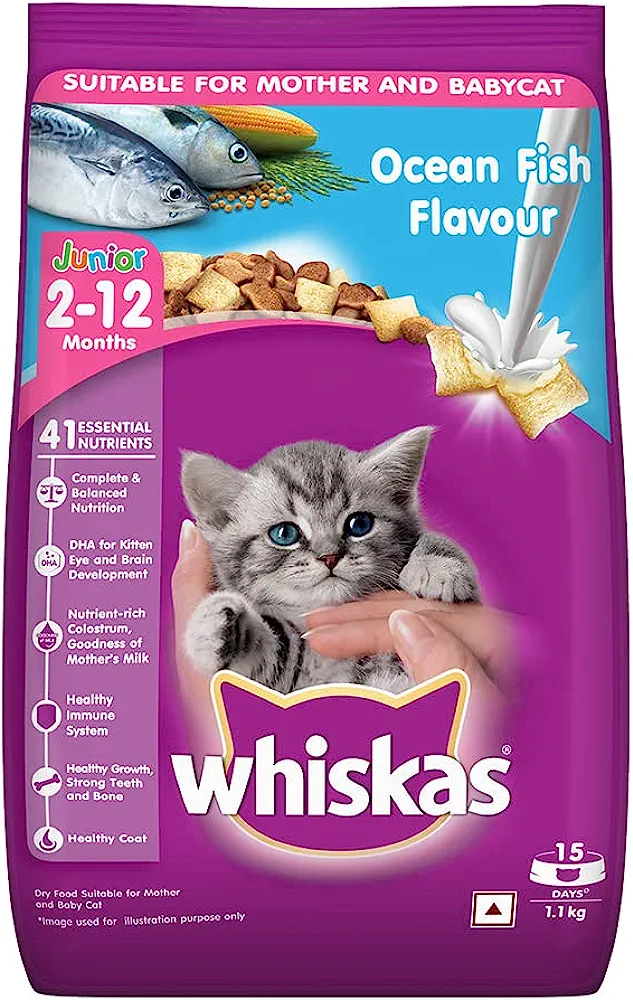 SUITABLE FOR MOTHER AND BABYCAT
Ocean Fish
Flavour
Junior
2-12
Months
41 ESSENTIAL
NUTRIENTS
Complete &
Balanced
Nutrition
DHA
DHA for Kitten
Eye and Brain
Development
Nutrient-rich
Colostrum,
Goodness of
Mother's Milk
Healthy
Immune
System
Healthy Growth,
Strong Teeth
and Bone
Healthy Coat
whiskas®
Dry Food Suitable for Mother
and Baby Cat
*Image used for illustration purpose only
15
DAYS°
1.1 kg